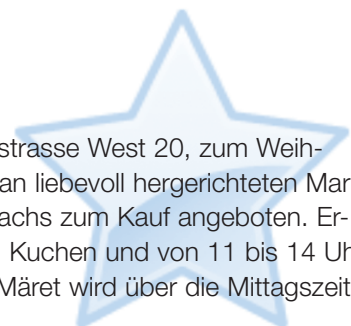 strasse West 20, zum Weih-
an liebevoll hergerichteten Mar
achs zum Kauf angeboten. Er-
Kuchen und von 11 bis 14 Uh
Märet wird über die Mittagszeit